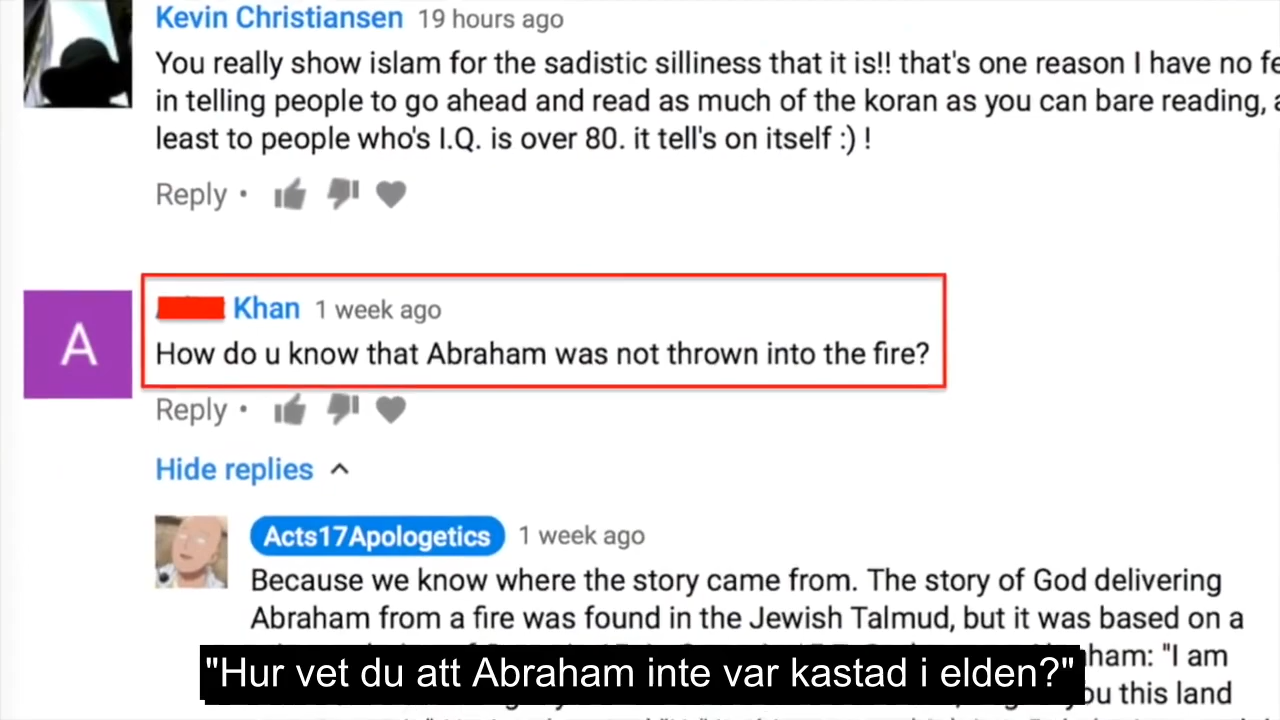 Kevin Christiansen 19 hours ago
You really show islam for the sadistic silliness that it is!! that's one reason I have no
in telling people to go ahead and read as much of the koran as you can bare reading,
least to people who's I.Q. is over 80. it tell's on itself :) !
Reply •
A
Khan 1 week ago
How do u know that Abraham was not thrown into the fire?
Reply •
Hide replies
Acts17Apologetics 1 week ago
Because we know where the story came from. The story of God delivering
Abraham from a fire was found in the Jewish Talmud, but it was based on a
"I am
this land
"Hur vet du att Abraham inte var kastad i elden?"